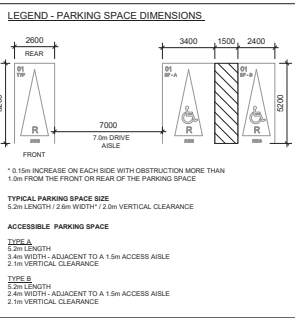 LEGEND - PARKING SPACE DIMENSIONS
2600
3400
1500
2400
REAR
01
TYP
01
BF-A
01
BF-B
5200
5200
7000
7.0m DRIVE
AISLE
R
R
R
FRONT
* 0.15m INCREASE ON EACH SIDE WITH OBSTRUCTION MORE THAN
1.0m FROM THE FRONT OR REAR OF THE PARKING SPACE
TYPICAL PARKING SPACE SIZE
5.2m LENGTH / 2.6m WIDTH* / 2.0m VERTICAL CLEARANCE
ACCESSIBLE PARKING SPACE
TYPE A
5.2m LENGTH
3.4m WIDTH - ADJACENT TO A 1.5m ACCESS AISLE
2.1m VERTICAL CLEARANCE
TYPE B
5.2m LENGTH
2.4m WIDTH - ADJACENT TO A 1.5m ACCESS AISLE
2.1m VERTICAL CLEARANCE